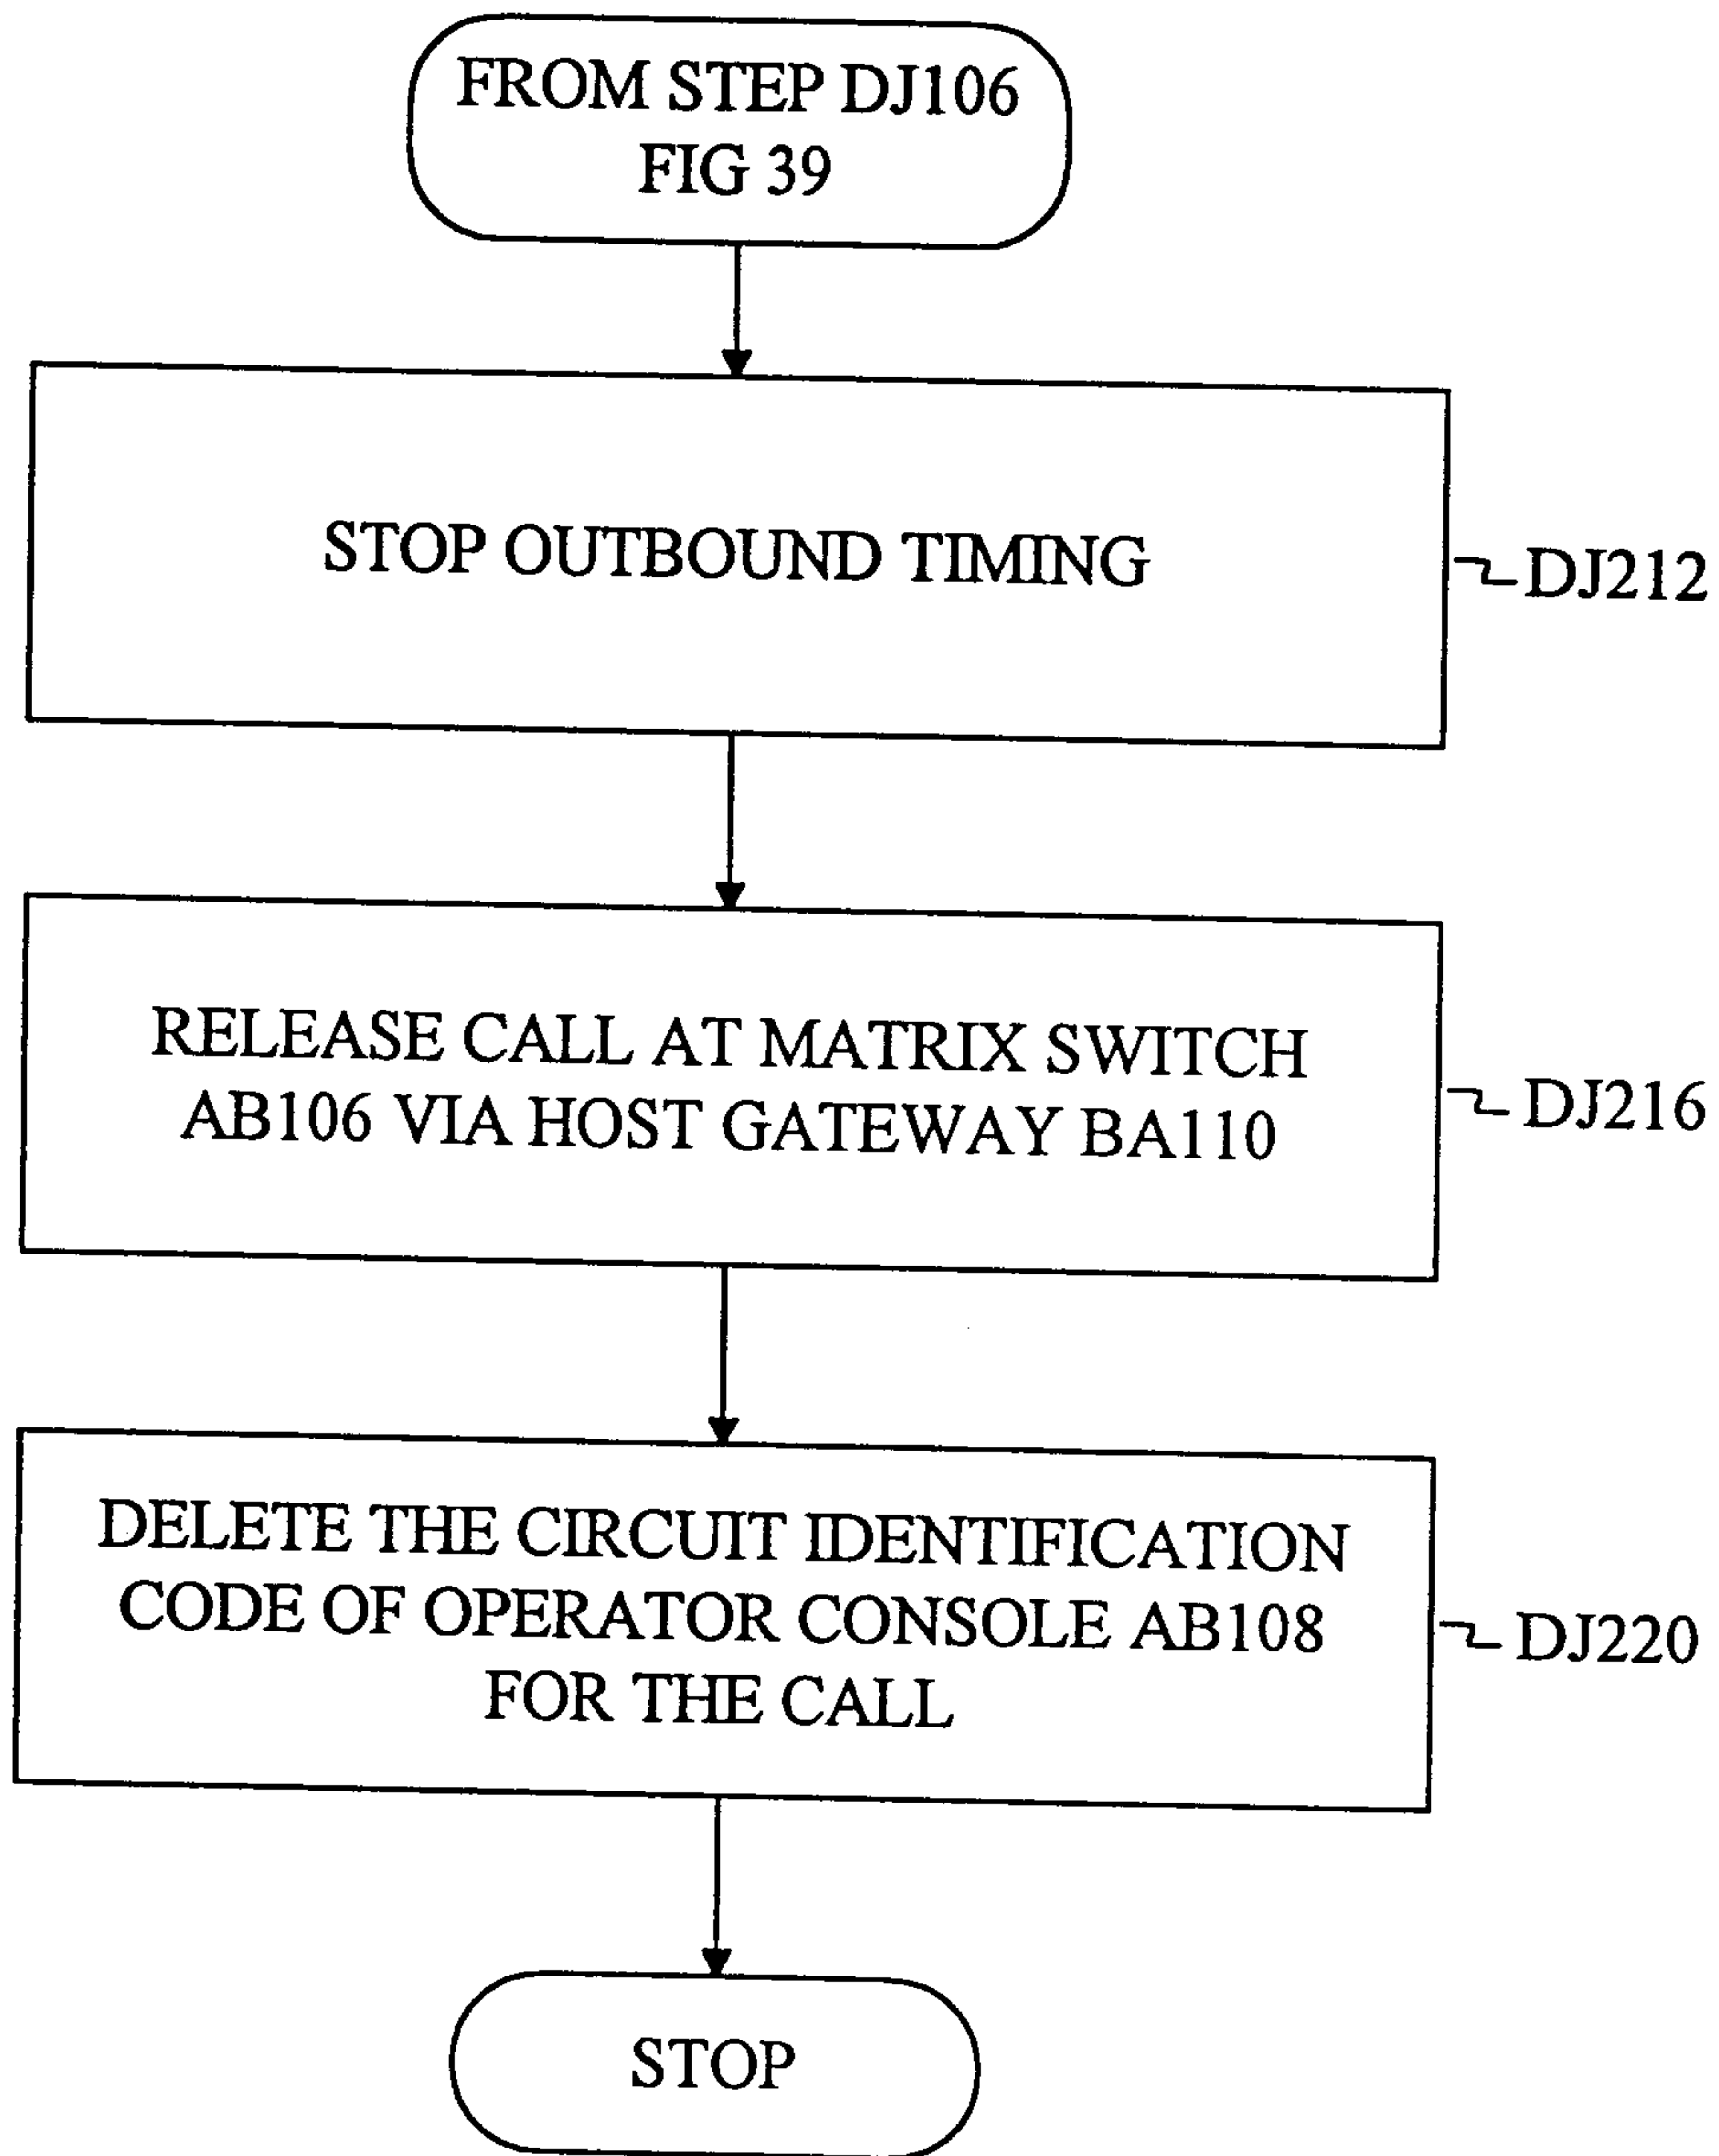 FROM STEP DJ106
FIG 39
STOP OUTBOUND TIMING
DJ212
RELEASE CALL AT MATRIX SWITCH
AB106 VIA HOST GATEWAY BA110
DJ216
DELETE THE CIRCUIT IDENTIFICATION
CODE OF OPERATOR CONSOLE AB108
FOR THE CALL
DJ220
STOP